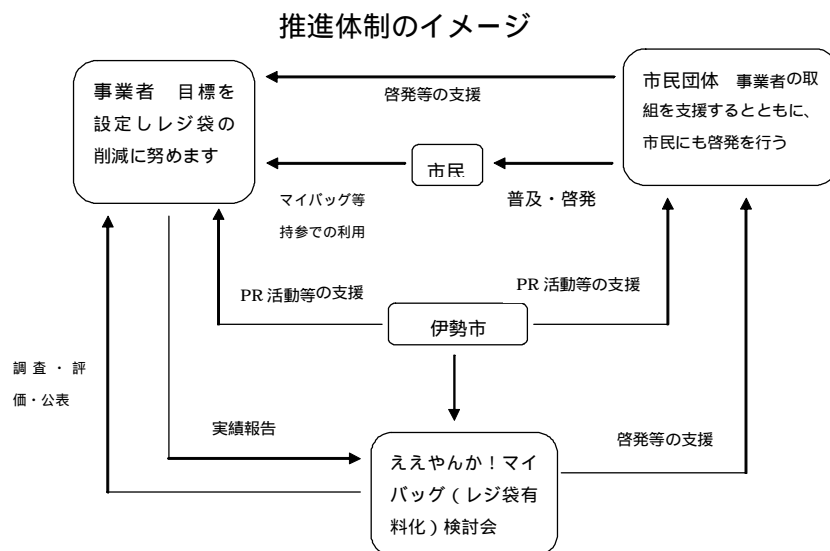 推進体制のイメージ
事業者　目標を
設定しレジ袋の
削減に努めます
啓発等の支援
市民団体　事業者の取
組を支援するとともに、
市民にも啓発を行う
市民
マイバッグ等
持参での利用
普及・啓発
PR 活動等の支援
PR 活動等の支援
伊勢市
調査・評
価・公表
実績報告
啓発等の支援
ええやんか！マイ
バッグ（レジ袋有
料化）検討会